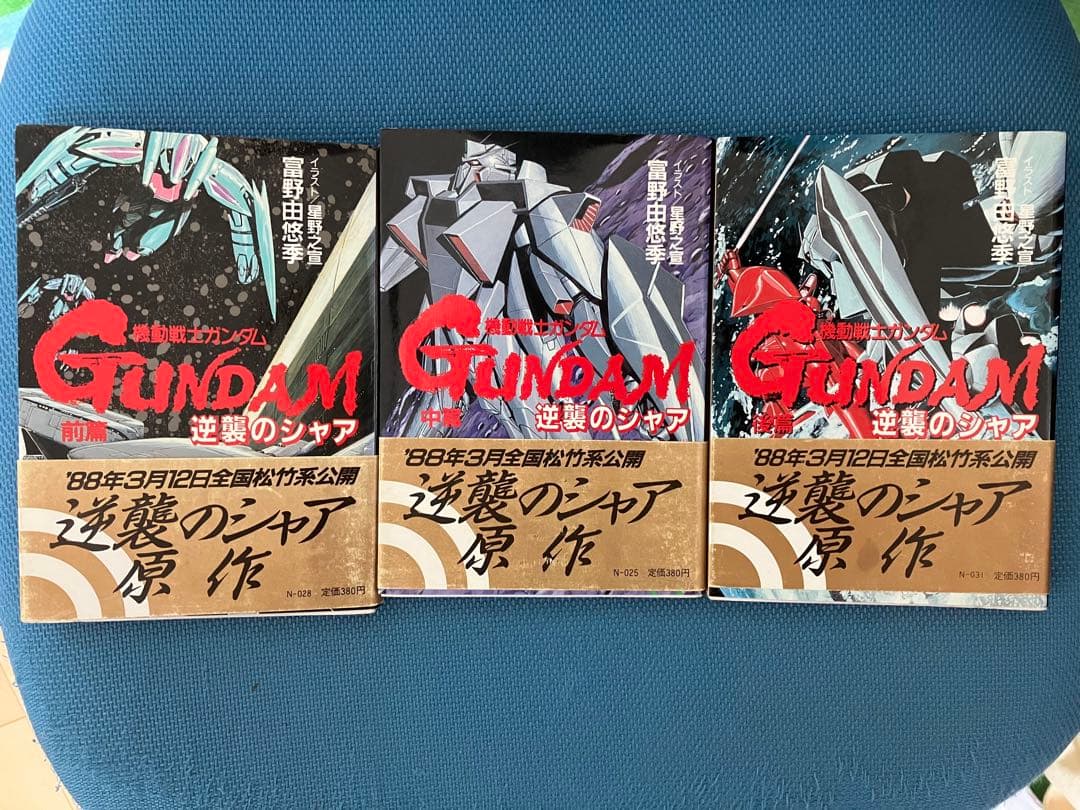 イラスト/星野之宣
富野由悠季
機動戦士ガンダム
GUNDAM
前篇
逆襲のシャア
'88年3月12日全国松竹系公開
逆襲のシャア
原作
N-028 定価380円
イラスト/星野之宣
富野由悠季
機動戦士ガンダム
GUNDAM
中篇
逆襲のシャア
'88年3月全国松竹系公開
逆襲のシャア
原作
N-025 定価380円
イラスト/星野之宣
富野由悠季
機動戦士ガンダム
GUNDAM
後篇
逆襲のシャア
'88年3月12日全国松竹系公開
逆襲のシャア
原作
N-031 定価380円